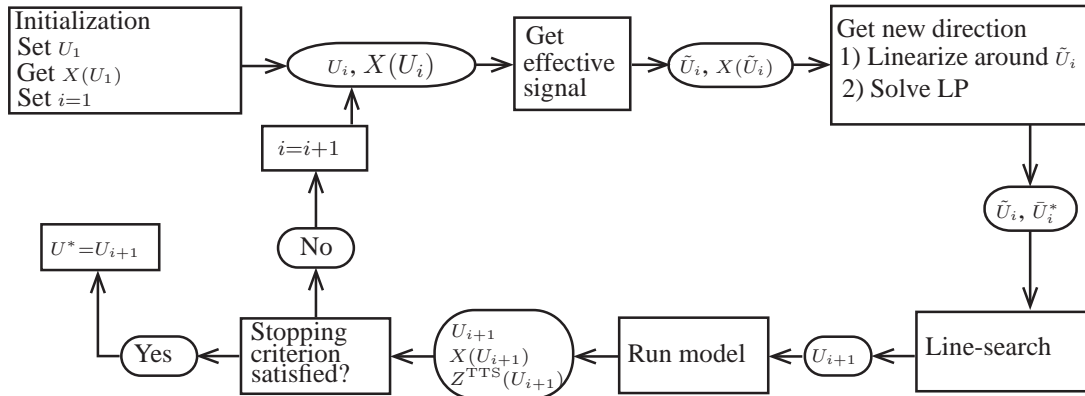 Initialization
Set U₁
Get X(U₁)
Set i=1
Uᵢ, X(Uᵢ)
Get
effective
signal
Ũᵢ, X(Ũᵢ)
Get new direction
1) Linearize around Ũᵢ
2) Solve LP
Ũᵢ, Ūᵢ*
Line-search
Uᵢ₊₁
Run model
Uᵢ₊₁
X(Uᵢ₊₁)
Zᵀᵀˢ(Uᵢ₊₁)
Stopping
criterion
satisfied?
No
i=i+1
Yes
U*=Uᵢ₊₁